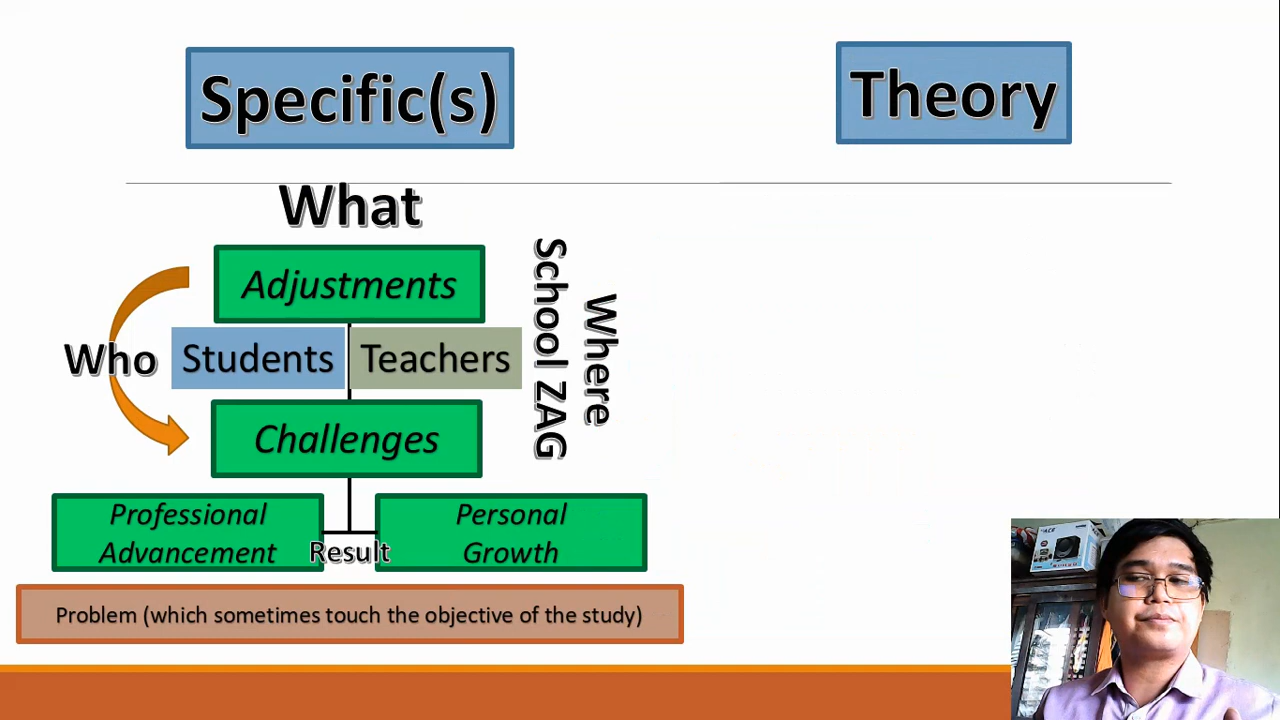 Specific(s)
Theory
What
Adjustments
Who
Students
Teachers
School ZAG
Where
Challenges
Professional
Advancement
Result
Personal
Growth
Problem (which sometimes touch the objective of the study)